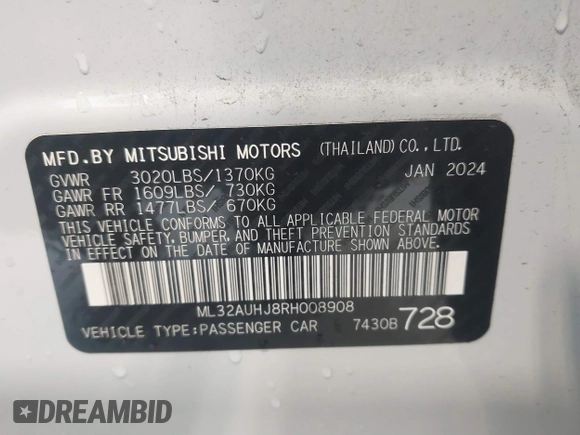 MFD.BY MITSUBISHI MOTORS (THAILAND)CO.,LTD.
GVWR 3020LBS/1370KG JAN 2024
GAWR FR 1609LBS/ 730KG
GAWR RR 1477LBS/ 670KG
THIS VEHICLE CONFORMS TO ALL APPLICABLE FEDERAL MOTOR
VEHICLE SAFETY, BUMPER, AND THEFT PREVENTION STANDARDS
IN EFFECT ON THE DATE OF MANUFACTURE SHOWN ABOVE.
ML32AUHJ8RH008908
VEHICLE TYPE:PASSENGER CAR 7430B 728
DREAMBID